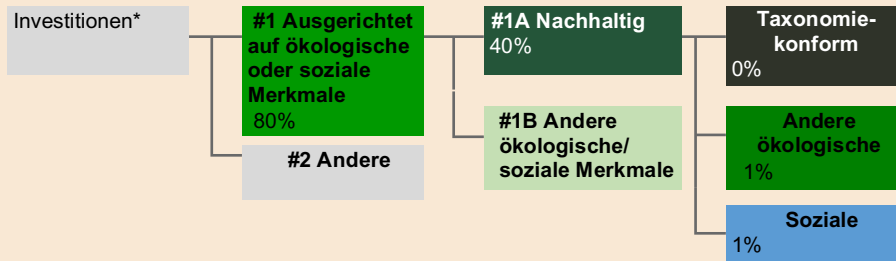 Investitionen*
#1 Ausgerichtet
auf ökologische
oder soziale
Merkmale
80%
#2 Andere
#1A Nachhaltig
40%
#1B Andere
ökologische/
soziale Merkmale
Taxonomie-
konform
0%
Andere
ökologische
1%
Soziale
1%